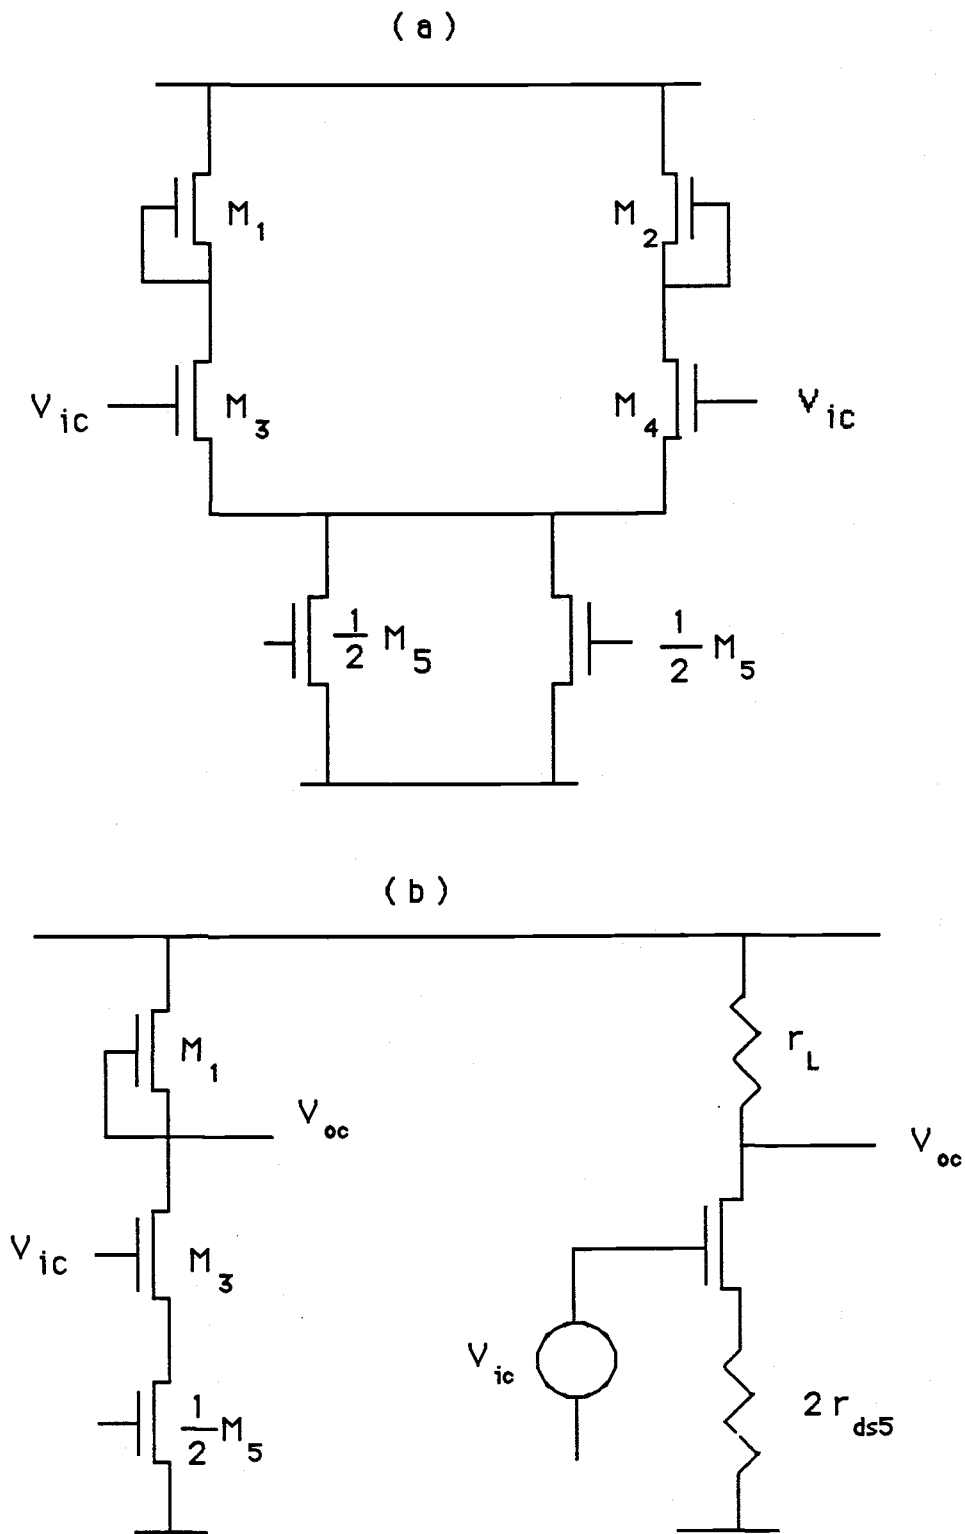 (a)
M1 M2
Vic M3 M4 Vic
1/2 M5 1/2 M5
(b)
M1 rL
Voc Voc
Vic M3
Vic
1/2 M5 2 rds5